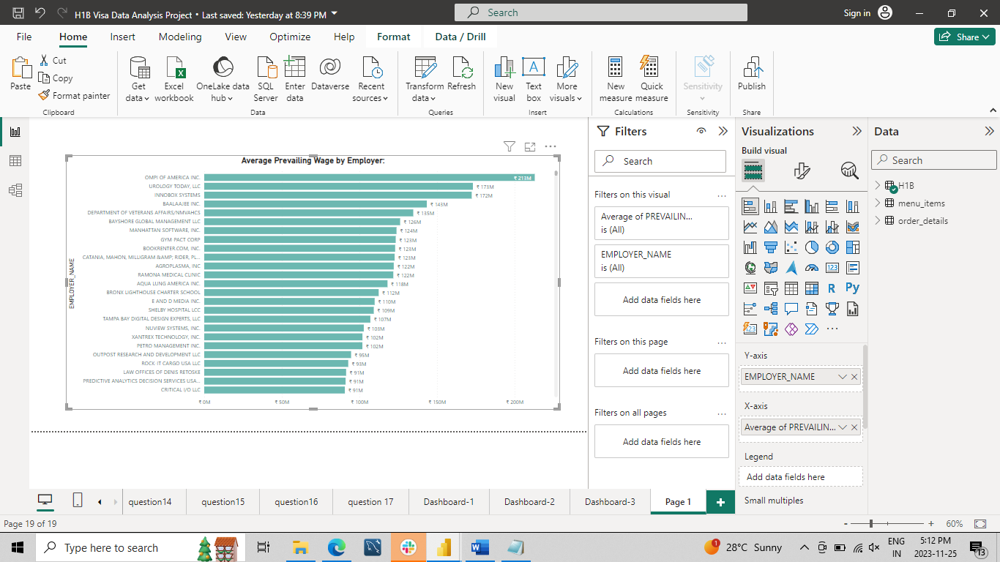 H1B Visa Data Analysis Project • Last saved: Yesterday at 8:39 PM
Search
Sign in
File Home Insert Modeling View Optimize Help Format Data / Drill
Share
Paste
Cut
Copy
Format painter
Get data
Excel workbook
OneLake data hub
SQL Server
Enter data
Dataverse
Recent sources
Transform data
Refresh
New visual
Text box
More visuals
New measure
Quick measure
Sensitivity
Publish
Clipboard Data Queries Insert Calculations Sensitivity Share
Average Prevailing Wage by Employer:
EMPLOYER_NAME
OMPI OF AMERICA INC. ₹ 213M
UROLOGY TODAY, LLC ₹ 173M
INNOBOX SYSTEMS ₹ 172M
BAALAAJEE INC. ₹ 143M
DEPARTMENT OF VETERANS AFFAIRS/NMVAHCS ₹ 135M
BAYSHORE GLOBAL MANAGEMENT LLC ₹ 126M
MANHATTAN SOFTWARE, INC. ₹ 124M
GYM PACT CORP ₹ 123M
BOOKRENTER.COM, INC. ₹ 123M
CATANIA, MAHON, MILLIGRAM &AMP; RIDER, PL... ₹ 123M
AGROPLASMA, INC ₹ 122M
RAMONA MEDICAL CLINIC ₹ 122M
AQUA LUNG AMERICA INC. ₹ 118M
BRONX LIGHTHOUSE CHARTER SCHOOL ₹ 112M
E AND D MEDIA INC. ₹ 110M
SHELBY HOSPITAL LCC ₹ 109M
TAMPA BAY DIGITAL DESIGN EXPERTS, LLC ₹ 107M
NUVIEW SYSTEMS, INC. ₹ 103M
XANTREX TECHNOLOGY, INC. ₹ 102M
PETRO MANAGEMENT INC. ₹ 102M
OUTPOST RESEARCH AND DEVELOPMENT LLC ₹ 95M
ROCK IT CARGO USA LLC ₹ 93M
LAW OFFICES OF DENIS RETOSKE ₹ 91M
PREDICTIVE ANALYTICS DECISION SERVICES USA... ₹ 91M
CRITICAL I/O LLC ₹ 91M
₹ 0M ₹ 50M ₹ 100M ₹ 150M ₹ 200M
Filters
Search
Filters on this visual ...
Average of PREVAILIN...
is (All)
EMPLOYER_NAME
is (All)
Add data fields here
Filters on this page ...
Add data fields here
Filters on all pages ...
Add data fields here
Visualizations
Build visual
R Py
123
123
Y-axis
EMPLOYER_NAME
X-axis
Average of PREVAILIN...
Legend
Add data fields here
Small multiples
Data
Search
H1B
menu_items
order_details
question14 question15 question16 question 17 Dashboard-1 Dashboard-2 Dashboard-3 Page 1
Page 19 of 19
60%
Type here to search
1
28°C Sunny
ENG
IN
5:12 PM
2023-11-25
13